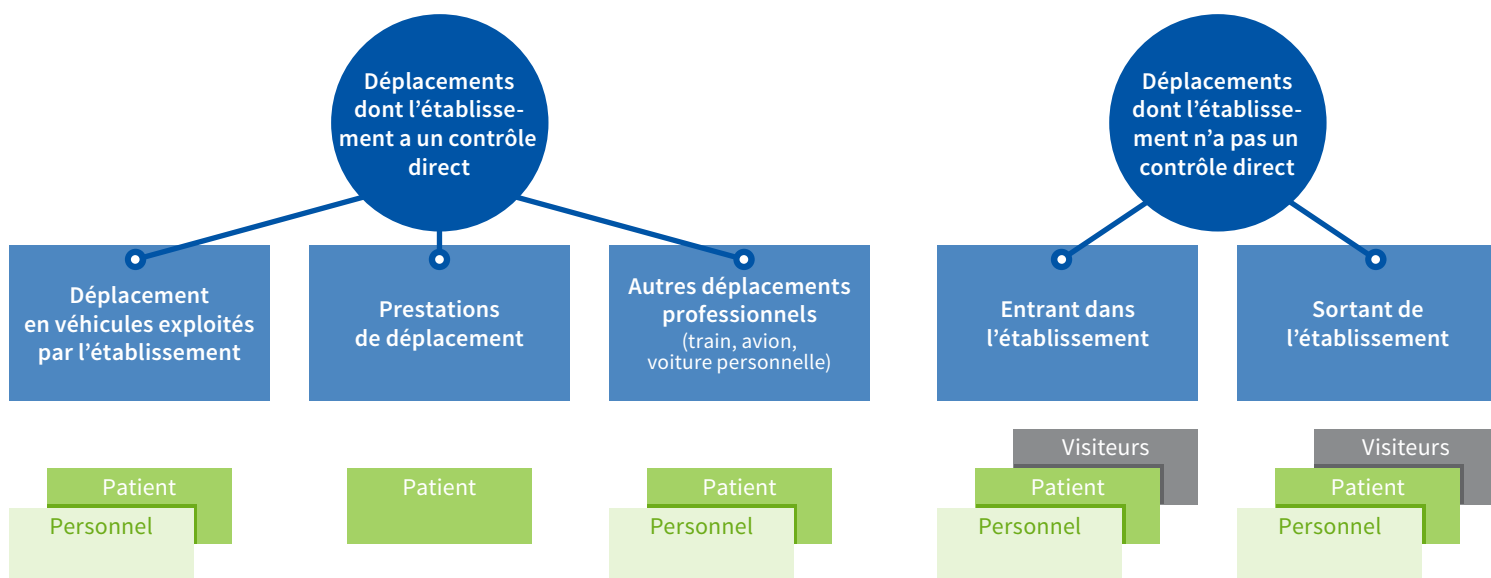 Déplacements
dont l’établisse-
ment a un contrôle
direct
Déplacements
dont l’établisse-
ment n’a pas un
contrôle direct
Déplacement
en véhicules exploités
par l’établissement
Prestations
de déplacement
Autres déplacements
professionnels
(train, avion,
voiture personnelle)
Entrant dans
l’établissement
Sortant de
l’établissement
Patient
Personnel
Patient
Patient
Personnel
Visiteurs
Patient
Personnel
Visiteurs
Patient
Personnel